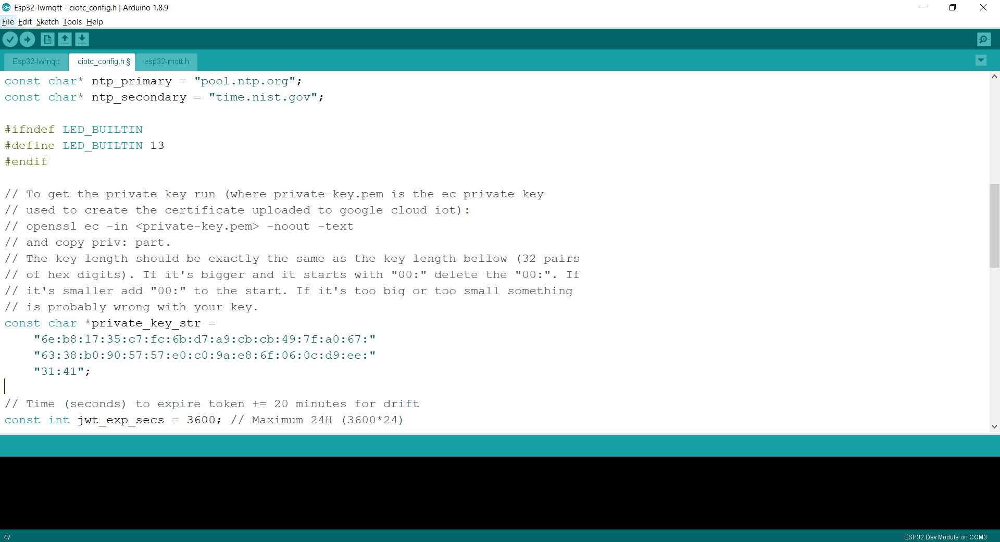 Esp32-lwmqtt - ciotc_config.h | Arduino 1.8.9
File Edit Sketch Tools Help
Esp32-lwmqtt ciotc_config.h § esp32-mqtt.h
const char* ntp_primary = "pool.ntp.org";
const char* ntp_secondary = "time.nist.gov";
#ifndef LED_BUILTIN
#define LED_BUILTIN 13
#endif
// To get the private key run (where private-key.pem is the ec private key
// used to create the certificate uploaded to google cloud iot):
// openssl ec -in <private-key.pem> -noout -text
// and copy priv: part.
// The key length should be exactly the same as the key length bellow (32 pairs
// of hex digits). If it's bigger and it starts with "00:" delete the "00:". If
// it's smaller add "00:" to the start. If it's too big or too small something
// is probably wrong with your key.
const char *private_key_str =
"6e:b8:17:35:c7:fc:6b:d7:a9:cb:cb:49:7f:a0:67:"
"63:38:b0:90:57:57:e0:c0:9a:e8:6f:06:0c:d9:ee:"
"31:41";
// Time (seconds) to expire token += 20 minutes for drift
const int jwt_exp_secs = 3600; // Maximum 24H (3600*24)
47 ESP32 Dev Module on COM3